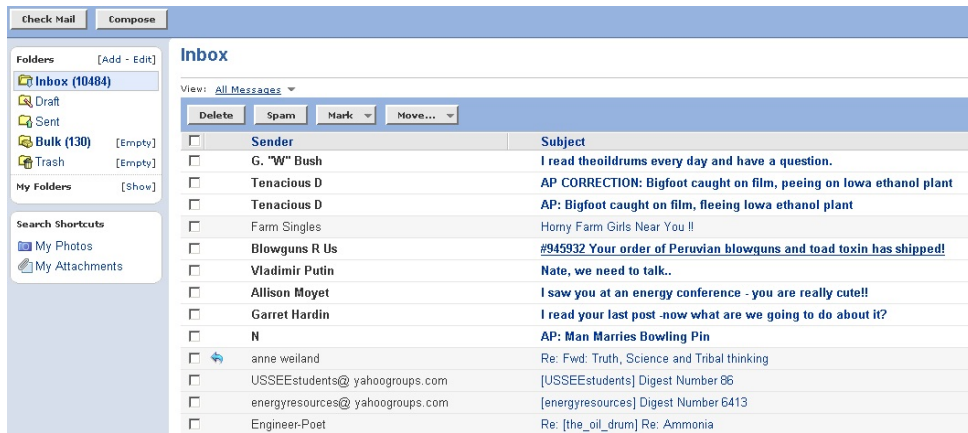 Check Mail Compose
Folders [Add - Edit]
Inbox (10484)
Draft
Sent
Bulk (130) [Empty]
Trash [Empty]
My Folders [Show]
Search Shortcuts
My Photos
My Attachments
Inbox
View: All Messages
Delete Spam Mark Move...
Sender Subject
G. "W" Bush I read theoildrums every day and have a question.
Tenacious D AP CORRECTION: Bigfoot caught on film, peeing on Iowa ethanol plant
Tenacious D AP: Bigfoot caught on film, fleeing Iowa ethanol plant
Farm Singles Horny Farm Girls Near You !!
Blowguns R Us #945932 Your order of Peruvian blowguns and toad toxin has shipped!
Vladimir Putin Nate, we need to talk..
Allison Moyet I saw you at an energy conference - you are really cute!!
Garret Hardin I read your last post -now what are we going to do about it?
N AP: Man Marries Bowling Pin
anne weiland Re: Fwd: Truth, Science and Tribal thinking
USSEEstudents@ yahoogroups.com [USSEEstudents] Digest Number 86
energyresources@ yahoogroups.com [energyresources] Digest Number 6413
Engineer-Poet Re: [the_oil_drum] Re: Ammonia